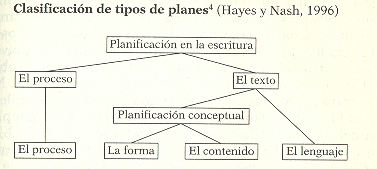 Clasificación de tipos de planes⁴ (Hayes y Nash, 1996)
Planificación en la escritura
El proceso
El texto
Planificación conceptual
El proceso
La forma
El contenido
El lenguaje